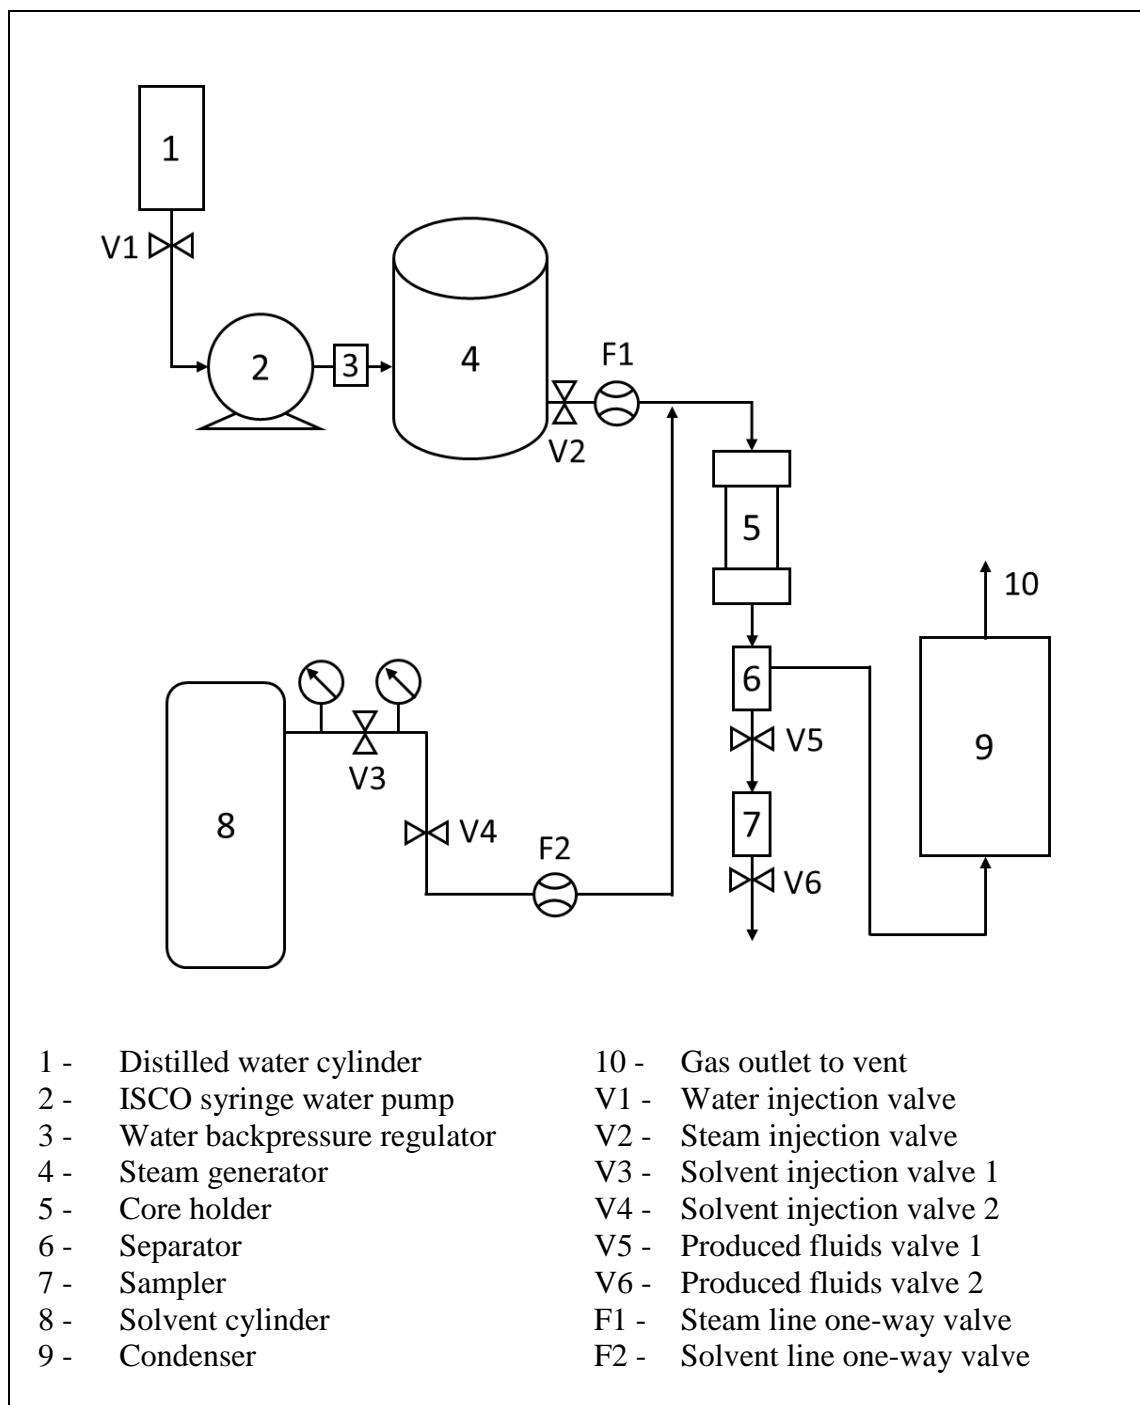 1
V1
2
3
4
F1
V2
5
10
6
V5
9
V3
8
V4
F2
7
V6
1 - Distilled water cylinder
2 - ISCO syringe water pump
3 - Water backpressure regulator
4 - Steam generator
5 - Core holder
6 - Separator
7 - Sampler
8 - Solvent cylinder
9 - Condenser
10 - Gas outlet to vent
V1 - Water injection valve
V2 - Steam injection valve
V3 - Solvent injection valve 1
V4 - Solvent injection valve 2
V5 - Produced fluids valve 1
V6 - Produced fluids valve 2
F1 - Steam line one-way valve
F2 - Solvent line one-way valve